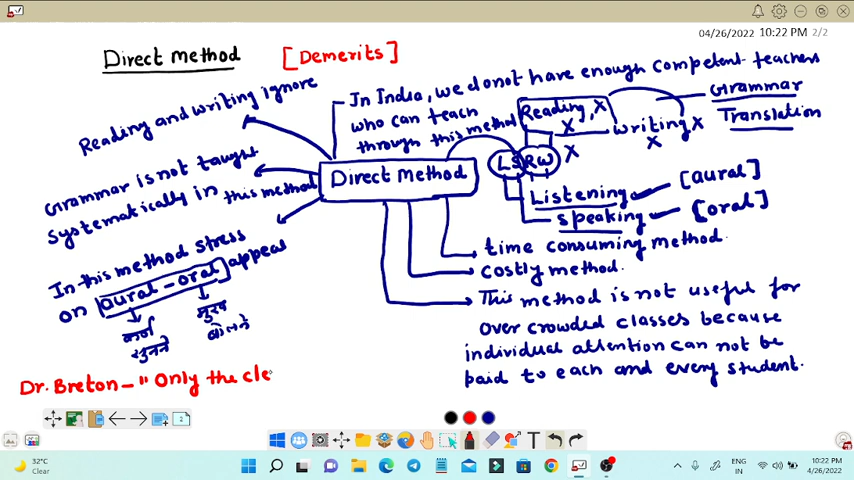 04/26/2022 10:22 PM 2/2
Direct method
[Demerits]
Reading and writing ignore
Grammar is not taught
systematically in this method
In this method stress
on aural-oral appeal
कर्ण
सुनने
मुख
बोलने
Dr. Breton - "Only the cle
In India, we donot have enough competent teachers
who can teach
through this method
Direct Method
Reading, X
X
writing X
X
Grammar
Translation
LSRW
X
Listening [aural]
speaking [oral]
time consuming method.
costly method.
This method is not useful for
over crowded classes because
individual attention can not be
paid to each and every student.
2
T
32°C
Clear
ENG
IN
10:22 PM
4/26/2022